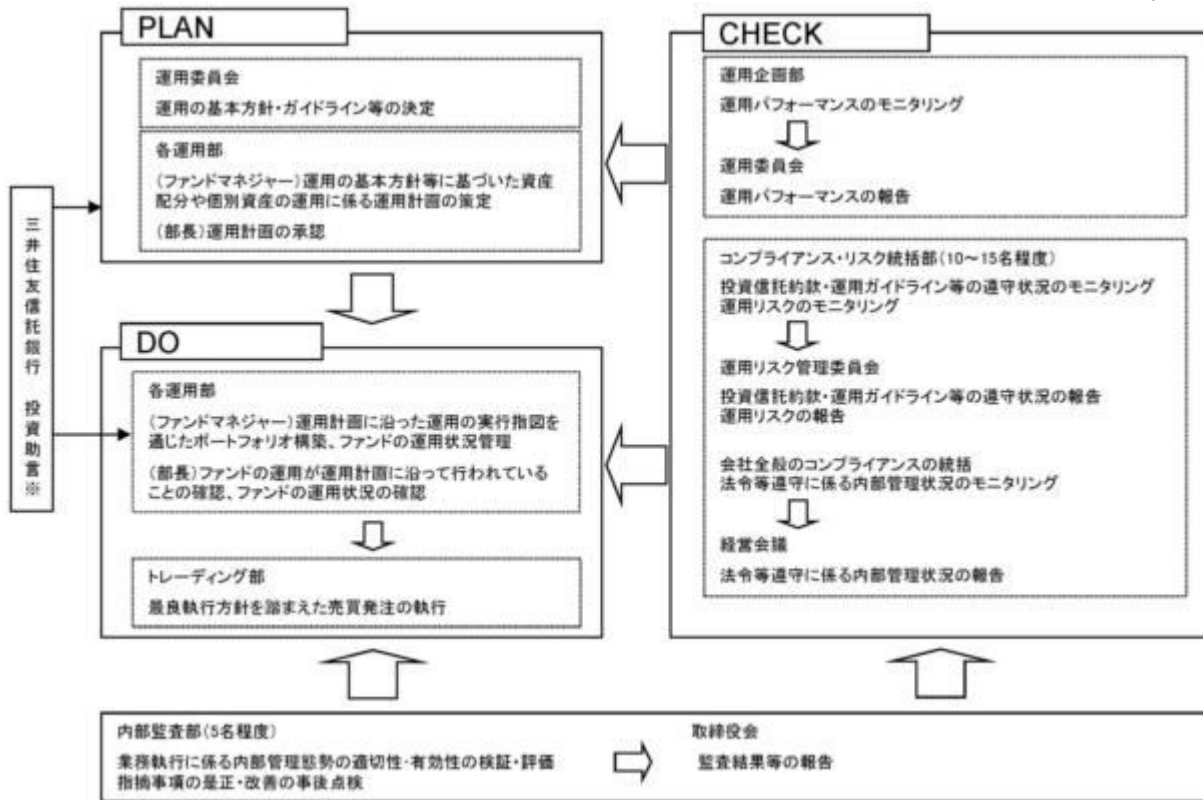 PLAN
運用委員会
運用の基本方針・ガイドライン等の決定
各運用部
(ファンドマネジャー)運用の基本方針等に基づいた資産
配分や個別資産の運用に係る運用計画の策定
(部長)運用計画の承認
三井住友信託銀行 投資助言※
DO
各運用部
(ファンドマネジャー)運用計画に沿った運用の実行指図を
通じたポートフォリオ構築、ファンドの運用状況管理
(部長)ファンドの運用が運用計画に沿って行われている
ことの確認、ファンドの運用状況の確認
トレーディング部
最良執行方針を踏まえた売買発注の執行
CHECK
運用企画部
運用パフォーマンスのモニタリング
運用委員会
運用パフォーマンスの報告
コンプライアンス・リスク統括部(10~15名程度)
投資信託約款・運用ガイドライン等の遵守状況のモニタリング
運用リスクのモニタリング
運用リスク管理委員会
投資信託約款・運用ガイドライン等の遵守状況の報告
運用リスクの報告
会社全般のコンプライアンスの統括
法令等遵守に係る内部管理状況のモニタリング
経営会議
法令等遵守に係る内部管理状況の報告
内部監査部(5名程度)
業務執行に係る内部管理態勢の適切性・有効性の検証・評価
指摘事項の是正・改善の事後点検
取締役会
監査結果等の報告